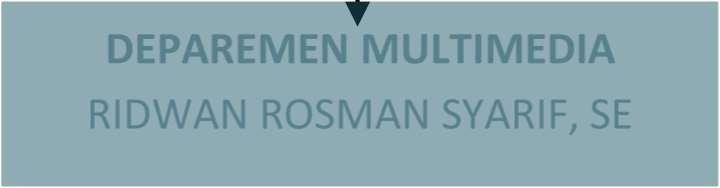 DEPAREMEN MULTIMEDIA
RIDWAN ROSMAN SYARIF, SE